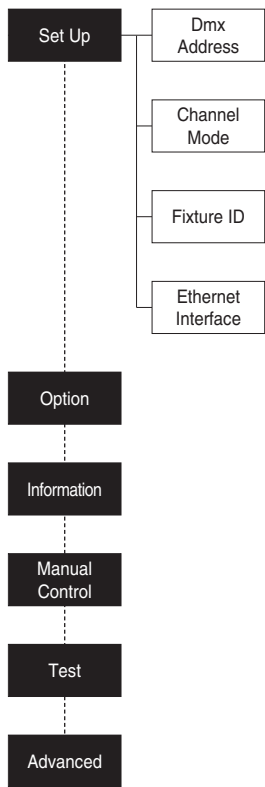 Set Up
Dmx
Address
Channel
Mode
Fixture ID
Ethernet
Interface
Option
Information
Manual
Control
Test
Advanced